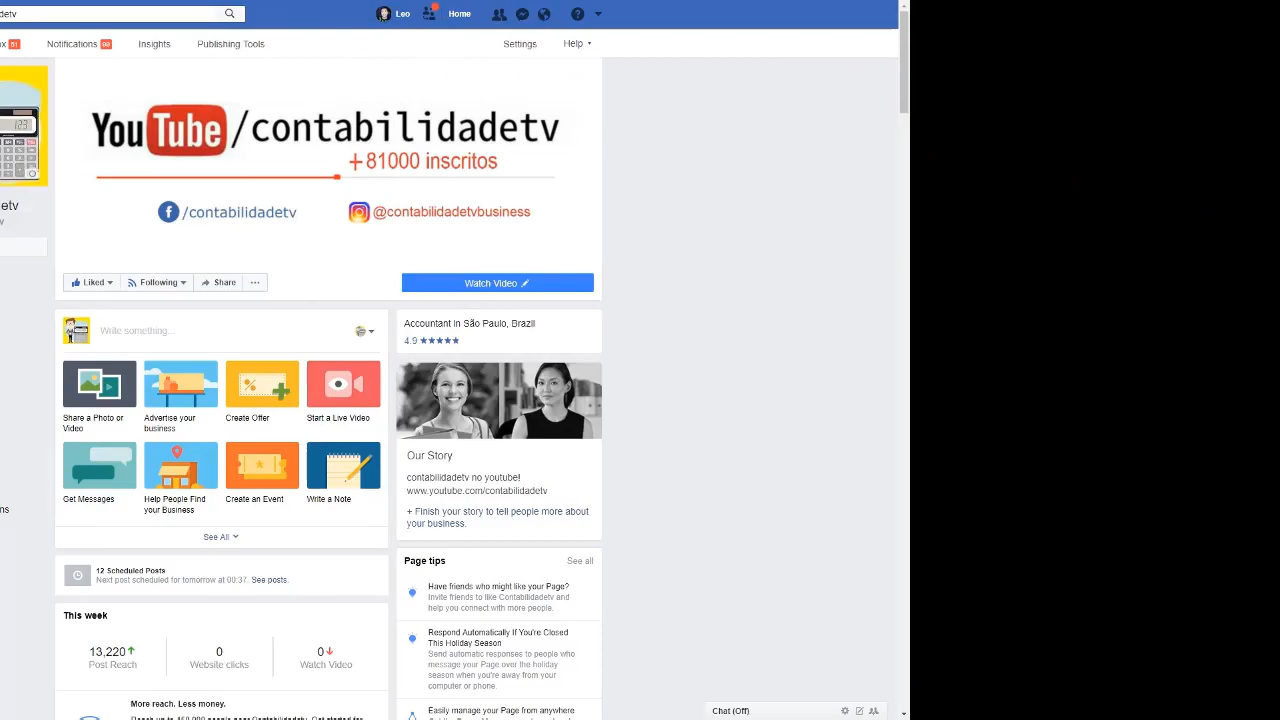 detv
Leo
Home
x 51
Notifications 99
Insights
Publishing Tools
Settings
Help
YouTube/contabilidadetv
+81000 inscritos
/contabilidadetv
@contabilidadetvbusiness
etv
v
Liked
Following
Share
Watch Video
Write something...
Share a Photo or
Video
Advertise your
business
Create Offer
Start a Live Video
Get Messages
Help People Find
your Business
Create an Event
Write a Note
ns
See All
12 Scheduled Posts
Next post scheduled for tomorrow at 00:37. See posts.
This week
13,220
Post Reach
0
Website clicks
0
Watch Video
More reach. Less money.
Accountant in São Paulo, Brazil
4.9 ★★★★★
Our Story
contabilidadetv no youtube!
www.youtube.com/contabilidadetv
+ Finish your story to tell people more about
your business.
Page tips
See all
Have friends who might like your Page?
Invite friends to like Contabilidadetv and
help you connect with more people.
Respond Automatically If You're Closed
This Holiday Season
Send automatic responses to people who
message your Page over the holiday
season when you're away from your
computer or phone.
Easily manage your Page from anywhere
Chat (Off)